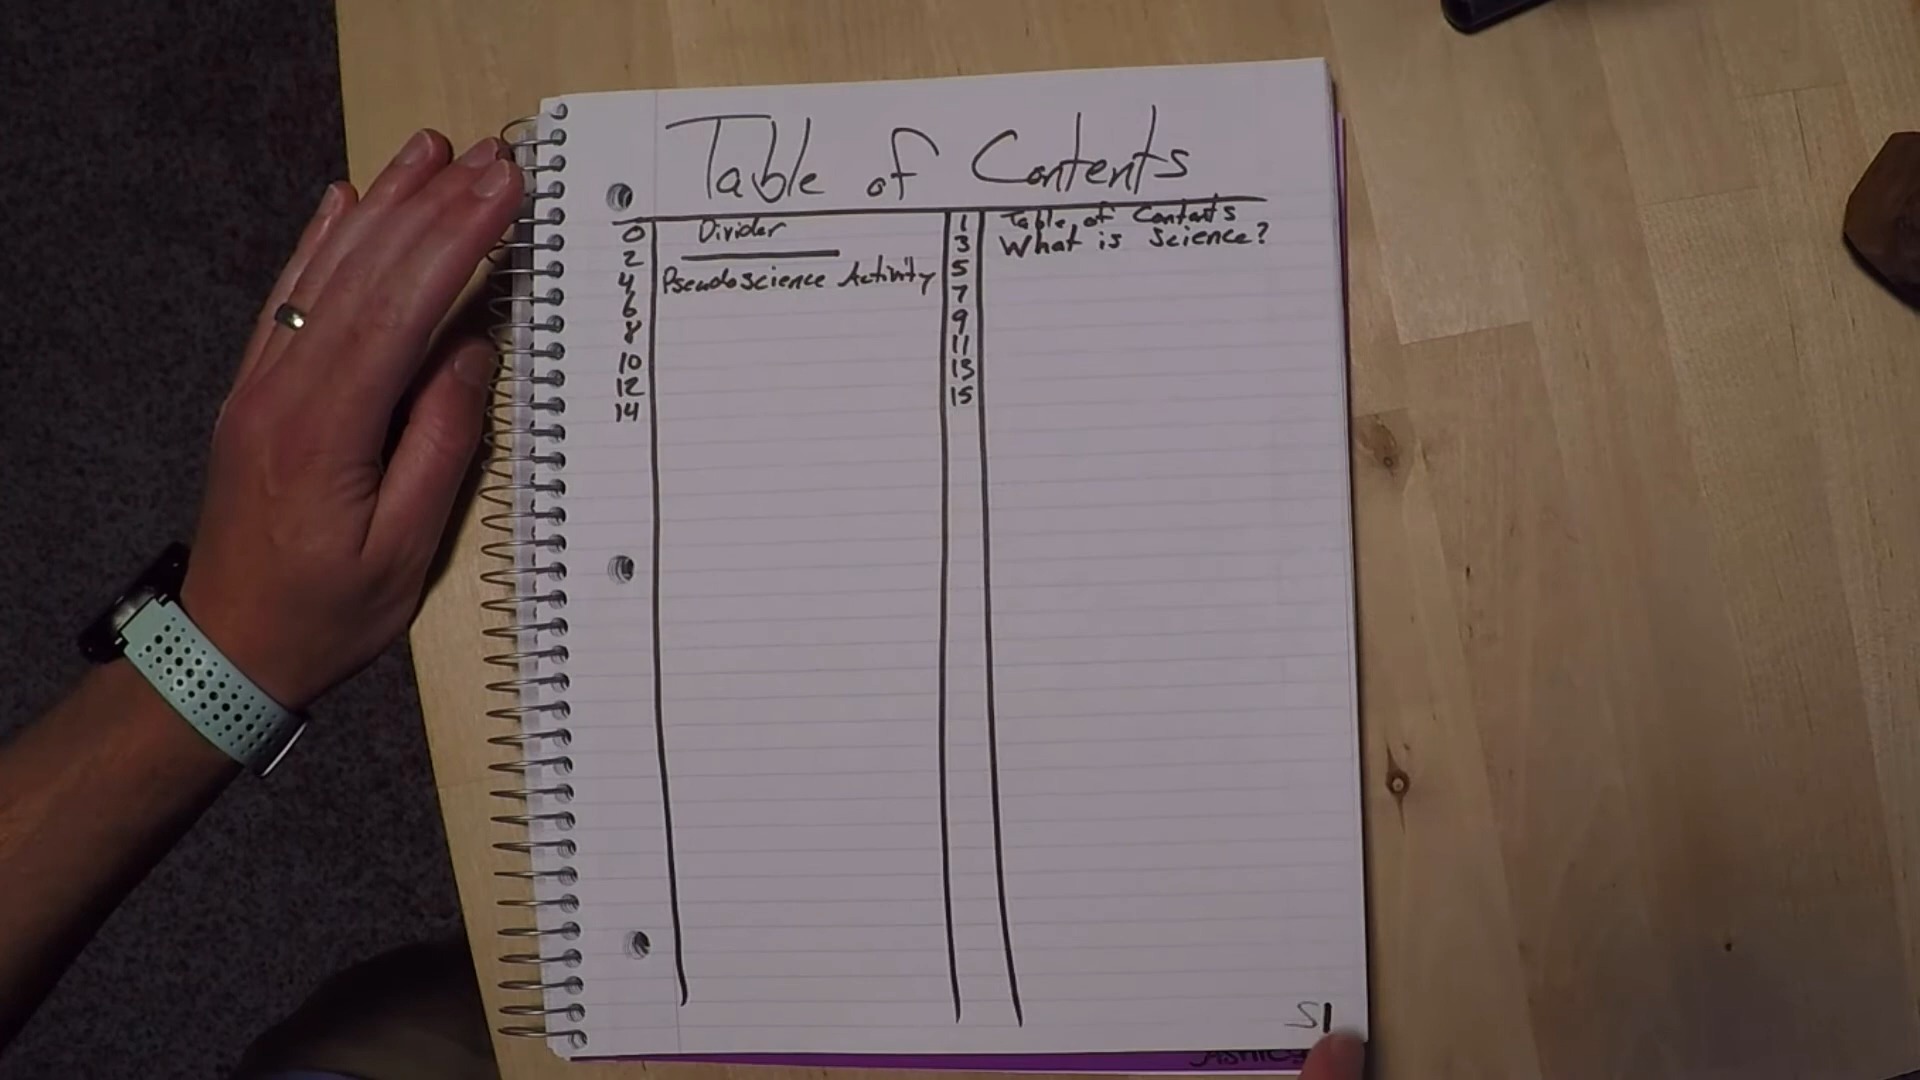 Table of Contents
0 Divider 1 Table of Contents
2 3 What is Science?
4 Pseudoscience Activity 5
6 7
8 9
10 11
12 13
14 15
S1